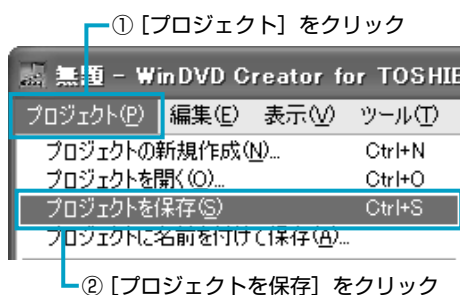 ① [プロジェクト] をクリック
無題 - WinDVD Creator for TOSHIB
プロジェクト(P) 編集(E) 表示(V) ツール(T)
プロジェクトの新規作成(N)... Ctrl+N
プロジェクトを開く(O)... Ctrl+O
プロジェクトを保存(S) Ctrl+S
プロジェクトに名前を付けて保存(A)...
② [プロジェクトを保存] をクリック